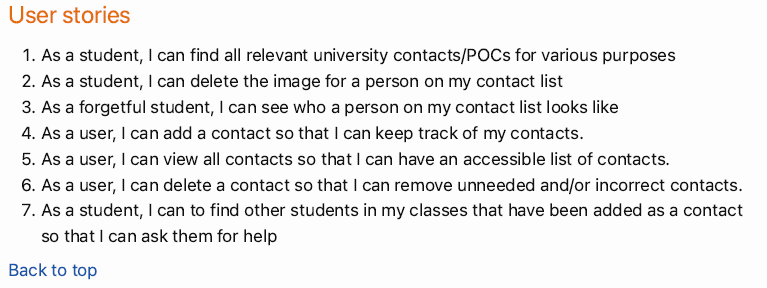 User stories
1. As a student, I can find all relevant university contacts/POCs for various purposes
2. As a student, I can delete the image for a person on my contact list
3. As a forgetful student, I can see who a person on my contact list looks like
4. As a user, I can add a contact so that I can keep track of my contacts.
5. As a user, I can view all contacts so that I can have an accessible list of contacts.
6. As a user, I can delete a contact so that I can remove unneeded and/or incorrect contacts.
7. As a student, I can to find other students in my classes that have been added as a contact
so that I can ask them for help
Back to top